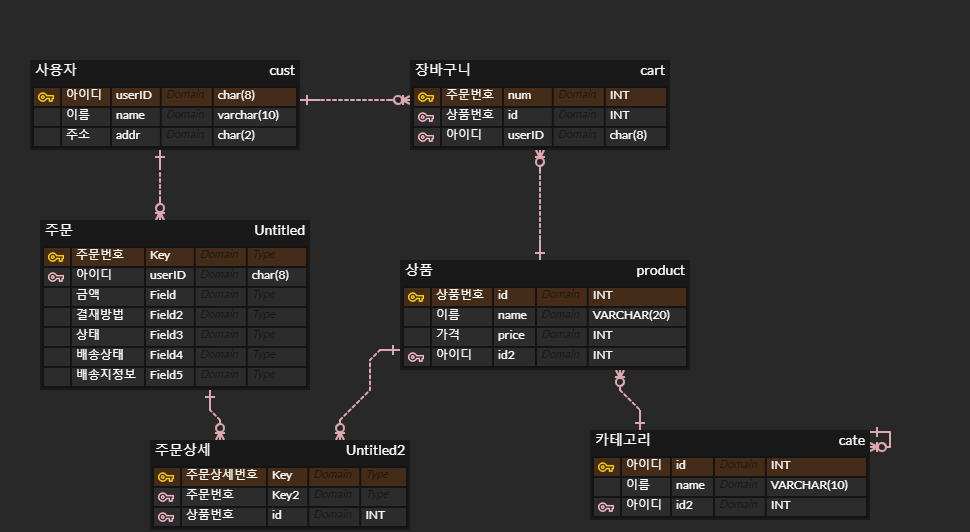 사용자 cust
아이디 userID Domain char(8)
이름 name Domain varchar(10)
주소 addr Domain char(2)
장바구니 cart
주문번호 num Domain INT
상품번호 id Domain INT
아이디 userID Domain char(8)
주문 Untitled
주문번호 Key Domain Type
아이디 userID Domain char(8)
금액 Field Domain Type
결재방법 Field2 Domain Type
상태 Field3 Domain Type
배송상태 Field4 Domain Type
배송지정보 Field5 Domain Type
상품 product
상품번호 id Domain INT
이름 name Domain VARCHAR(20)
가격 price Domain INT
아이디 id2 Domain INT
주문상세 Untitled2
주문상세번호 Key Domain Type
주문번호 Key2 Domain Type
상품번호 id Domain INT
카테고리 cate
아이디 id Domain INT
이름 name Domain VARCHAR(10)
아이디 id2 Domain INT